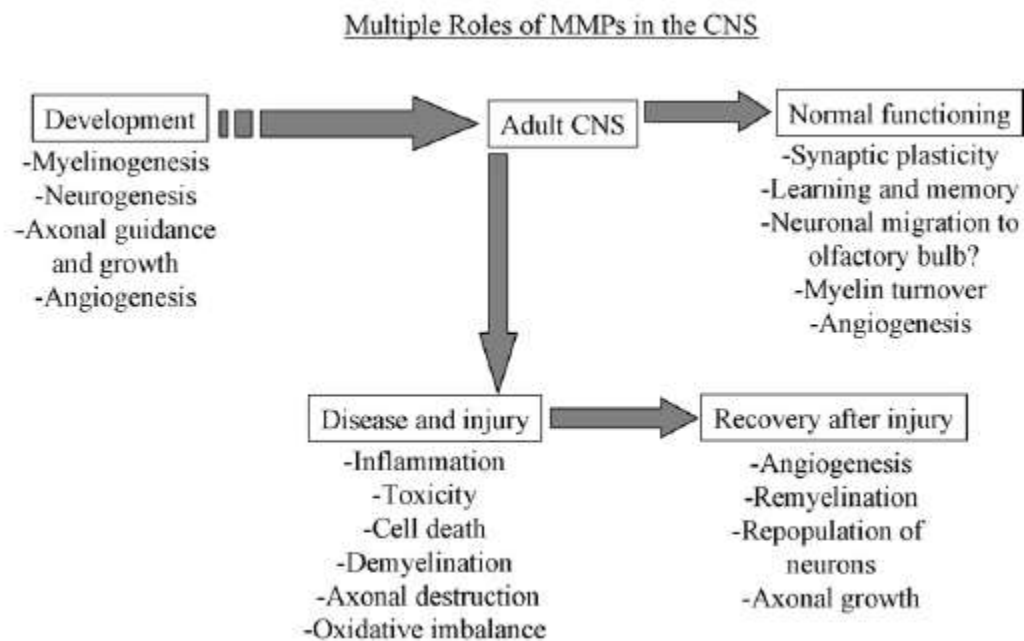 Multiple Roles of MMPs in the CNS
Development
-Myelinogenesis
-Neurogenesis
-Axonal guidance
and growth
-Angiogenesis
Adult CNS
Normal functioning
-Synaptic plasticity
-Learning and memory
-Neuronal migration to
olfactory bulb?
-Myelin turnover
-Angiogenesis
Disease and injury
-Inflammation
-Toxicity
-Cell death
-Demyelination
-Axonal destruction
-Oxidative imbalance
Recovery after injury
-Angiogenesis
-Remyelination
-Repopulation of
neurons
-Axonal growth